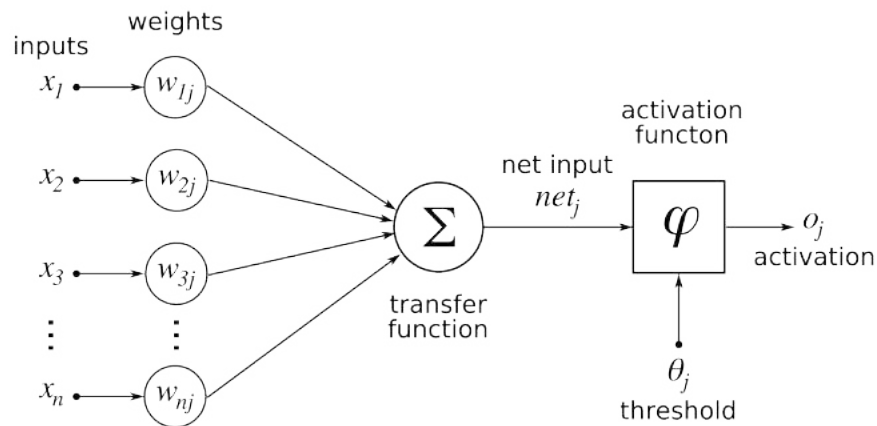 inputs
weights
x1
w1j
x2
w2j
x3
w3j
⋮
⋮
xn
wnj
Σ
transfer
function
net input
netj
activation
functon
φ
oj
activation
θj
threshold